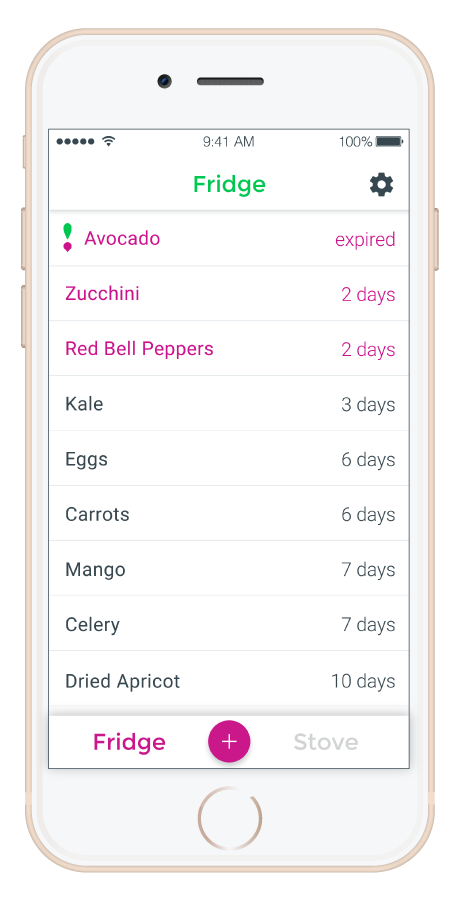 9:41 AM 100%
Fridge
Avocado expired
Zucchini 2 days
Red Bell Peppers 2 days
Kale 3 days
Eggs 6 days
Carrots 6 days
Mango 7 days
Celery 7 days
Dried Apricot 10 days
Fridge + Stove